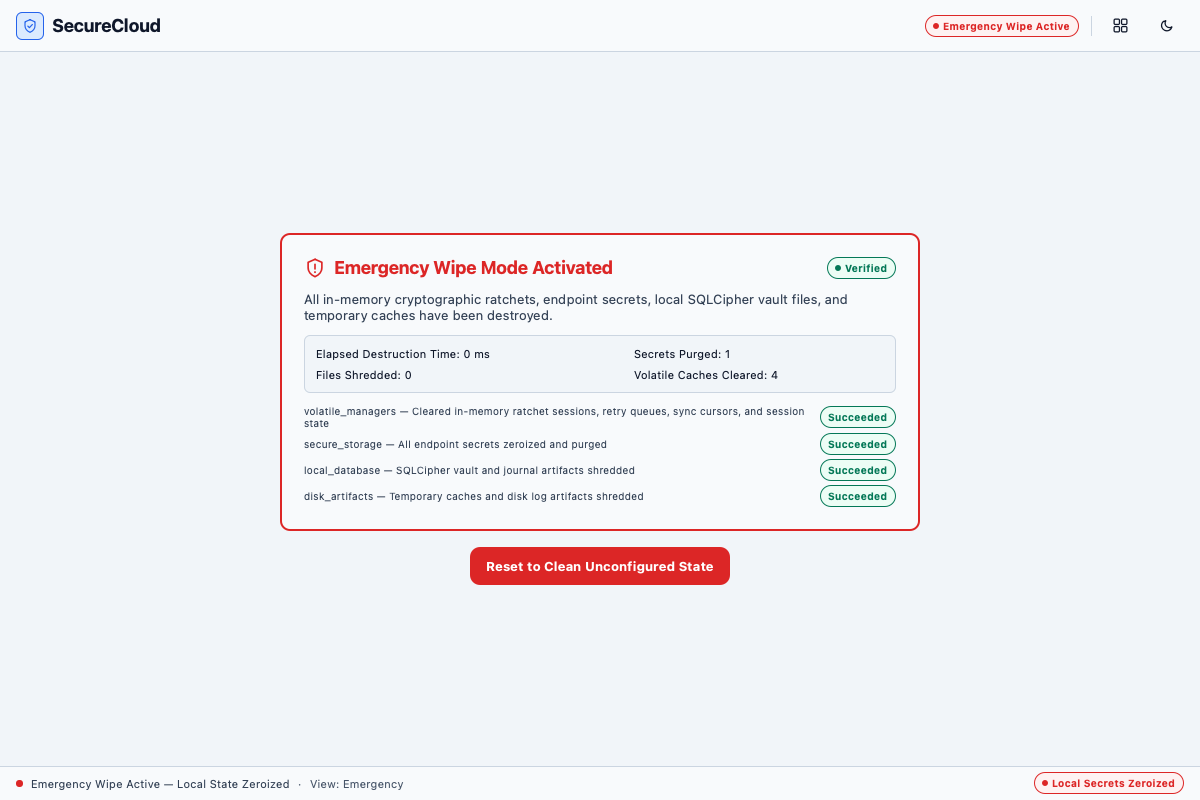 SecureCloud
Emergency Wipe Active
Emergency Wipe Mode Activated
Verified
All in-memory cryptographic ratchets, endpoint secrets, local SQLCipher vault files, and
temporary caches have been destroyed.
Elapsed Destruction Time: 0 ms
Secrets Purged: 1
Files Shredded: 0
Volatile Caches Cleared: 4
volatile_managers — Cleared in-memory ratchet sessions, retry queues, sync cursors, and session
state
Succeeded
secure_storage — All endpoint secrets zeroized and purged
Succeeded
local_database — SQLCipher vault and journal artifacts shredded
Succeeded
disk_artifacts — Temporary caches and disk log artifacts shredded
Succeeded
Reset to Clean Unconfigured State
Emergency Wipe Active — Local State Zeroized · View: Emergency
Local Secrets Zeroized